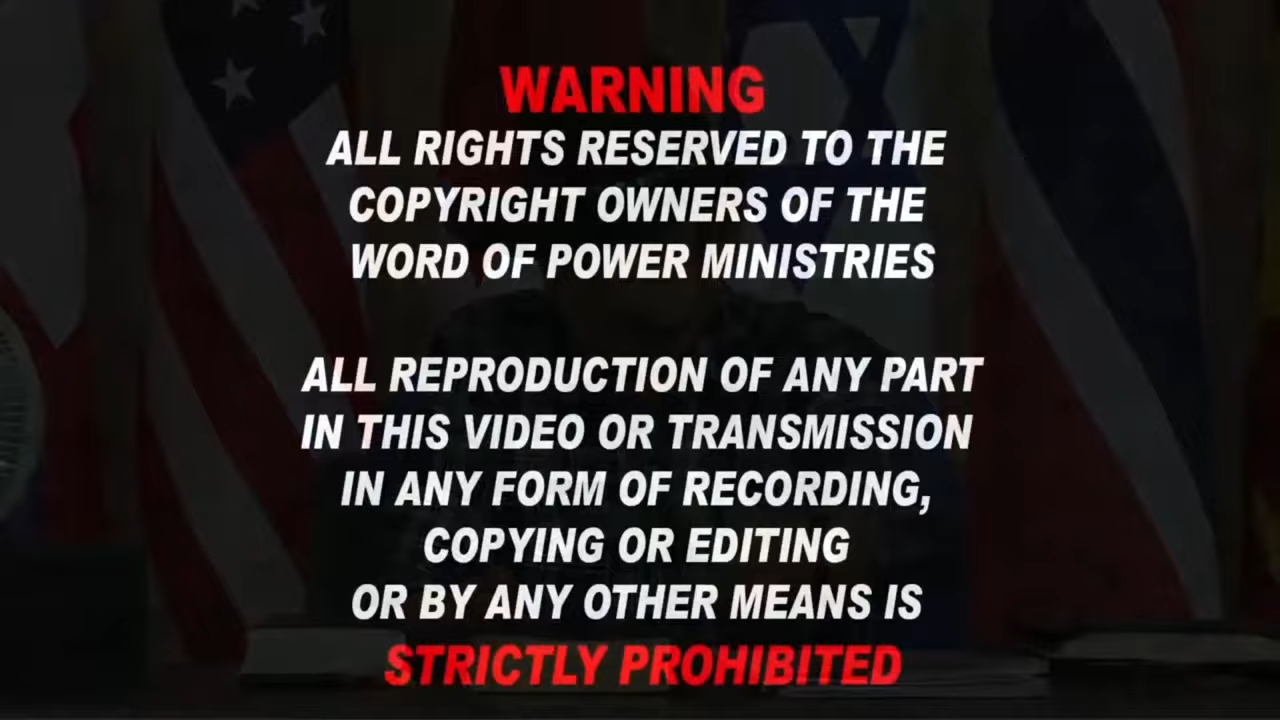 WARNING
ALL RIGHTS RESERVED TO THE
COPYRIGHT OWNERS OF THE
WORD OF POWER MINISTRIES
ALL REPRODUCTION OF ANY PART
IN THIS VIDEO OR TRANSMISSION
IN ANY FORM OF RECORDING,
COPYING OR EDITING
OR BY ANY OTHER MEANS IS
STRICTLY PROHIBITED